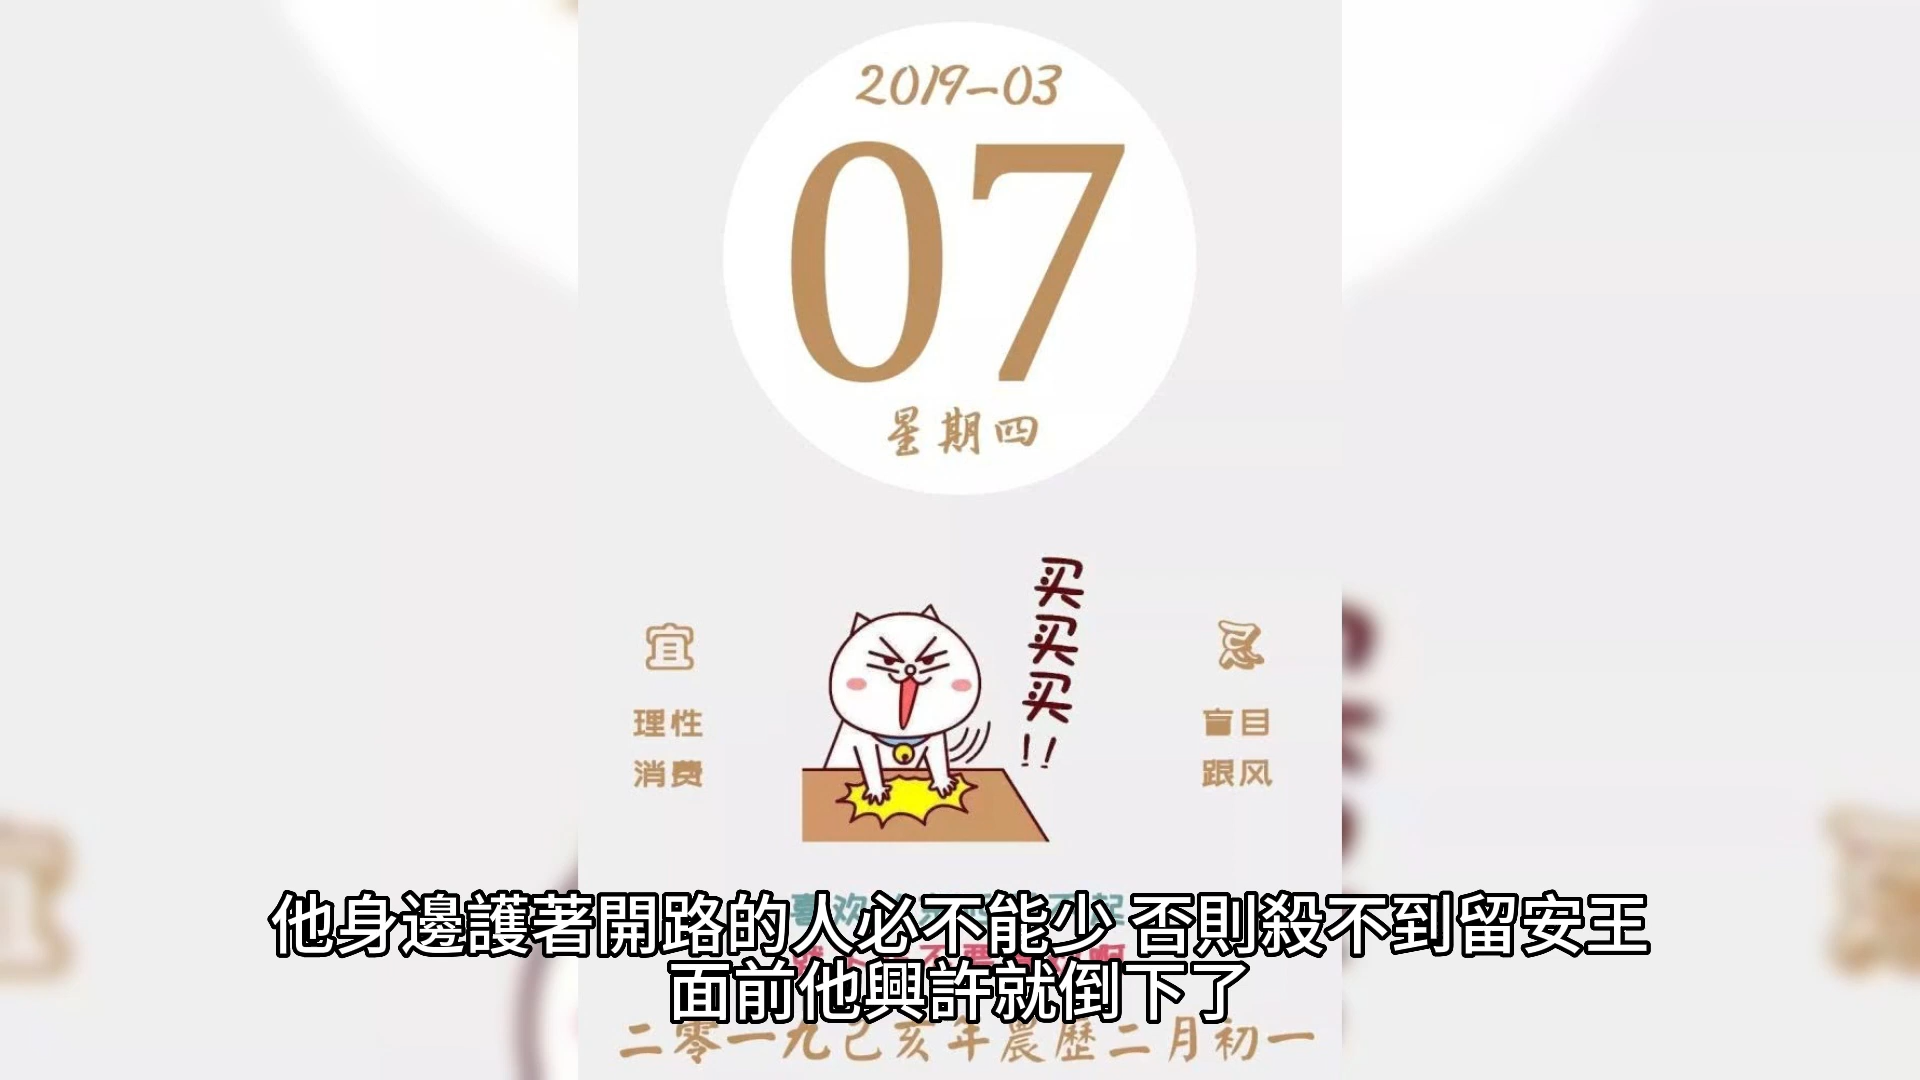 2019-03
07
星期四
买
买
买
!!
宜
忌
理性
消费
盲目
跟风
喜欢
他身邊護著開路的人必不能少 否則殺不到留安王
面前他興許就倒下了
二零一九己亥年農歷二月初一